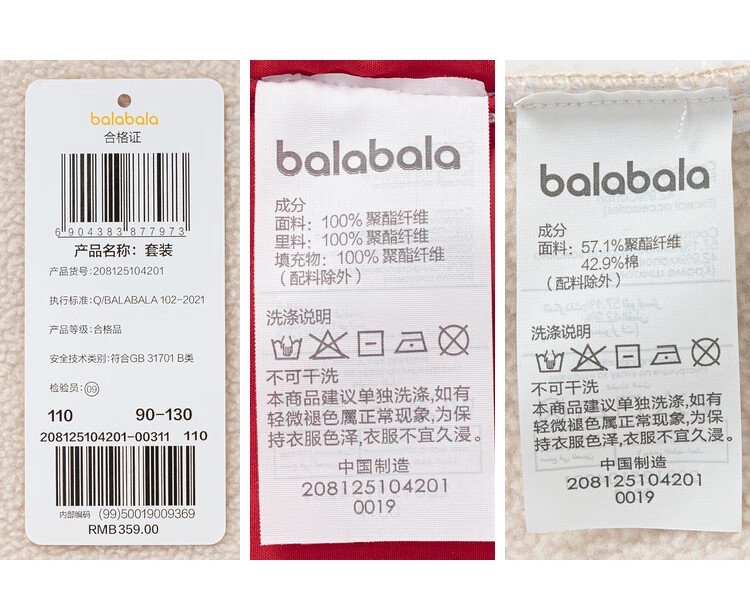 balabala
合格证
6904383877973
产品名称：套装
产品货号：208125104201
执行标准：Q/BALABALA 102-2021
产品等级：合格品
安全技术类别：符合GB 31701 B类
检验员：09
110 90-130
208125104201-00311 110
内部编码 (99)50019009369
RMB359.00
balabala
成分
面料：100%聚酯纤维
里料：100%聚酯纤维
填充物：100%聚酯纤维
（配料除外）
洗涤说明
不可干洗
本商品建议单独洗涤,如有
轻微褪色属正常现象,为保
持衣服色泽,衣服不宜久浸。
中国制造
208125104201
0019
balabala
成分
面料：57.1%聚酯纤维
42.9%棉
（配料除外）
洗涤说明
不可干洗
本商品建议单独洗涤,如有
轻微褪色属正常现象,为保
持衣服色泽,衣服不宜久浸。
中国制造
208125104201
0019